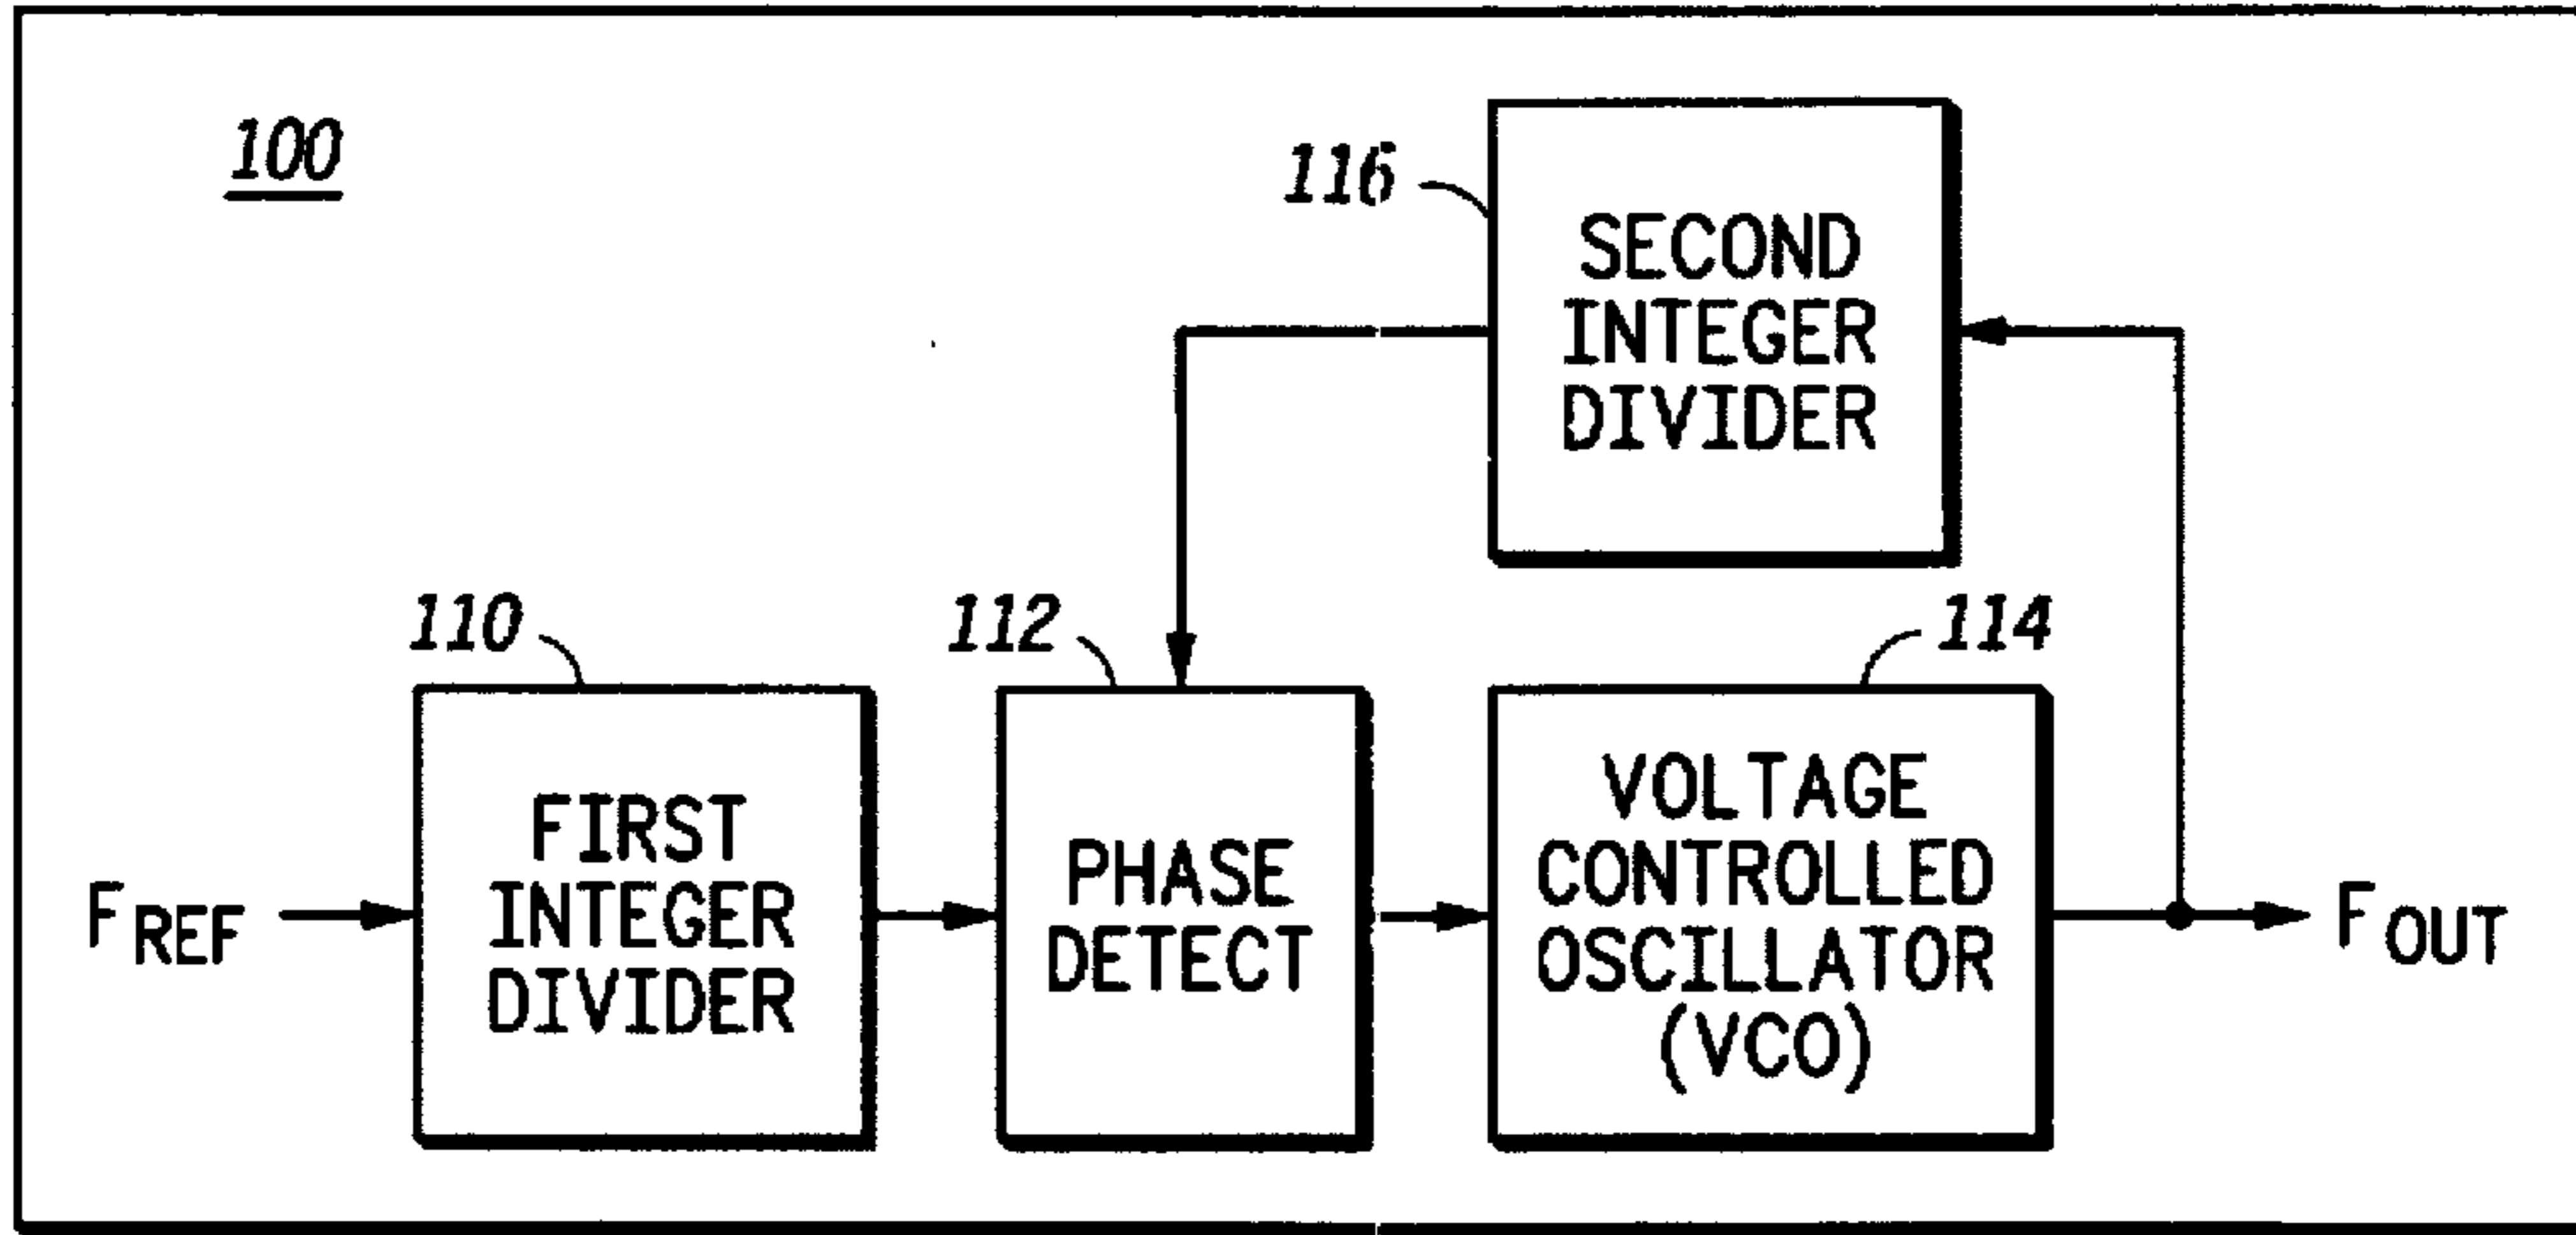 100
116
SECOND
INTEGER
DIVIDER
110
112
114
FIRST
INTEGER
DIVIDER
PHASE
DETECT
VOLTAGE
CONTROLLED
OSCILLATOR
(VCO)
FREF
FOUT